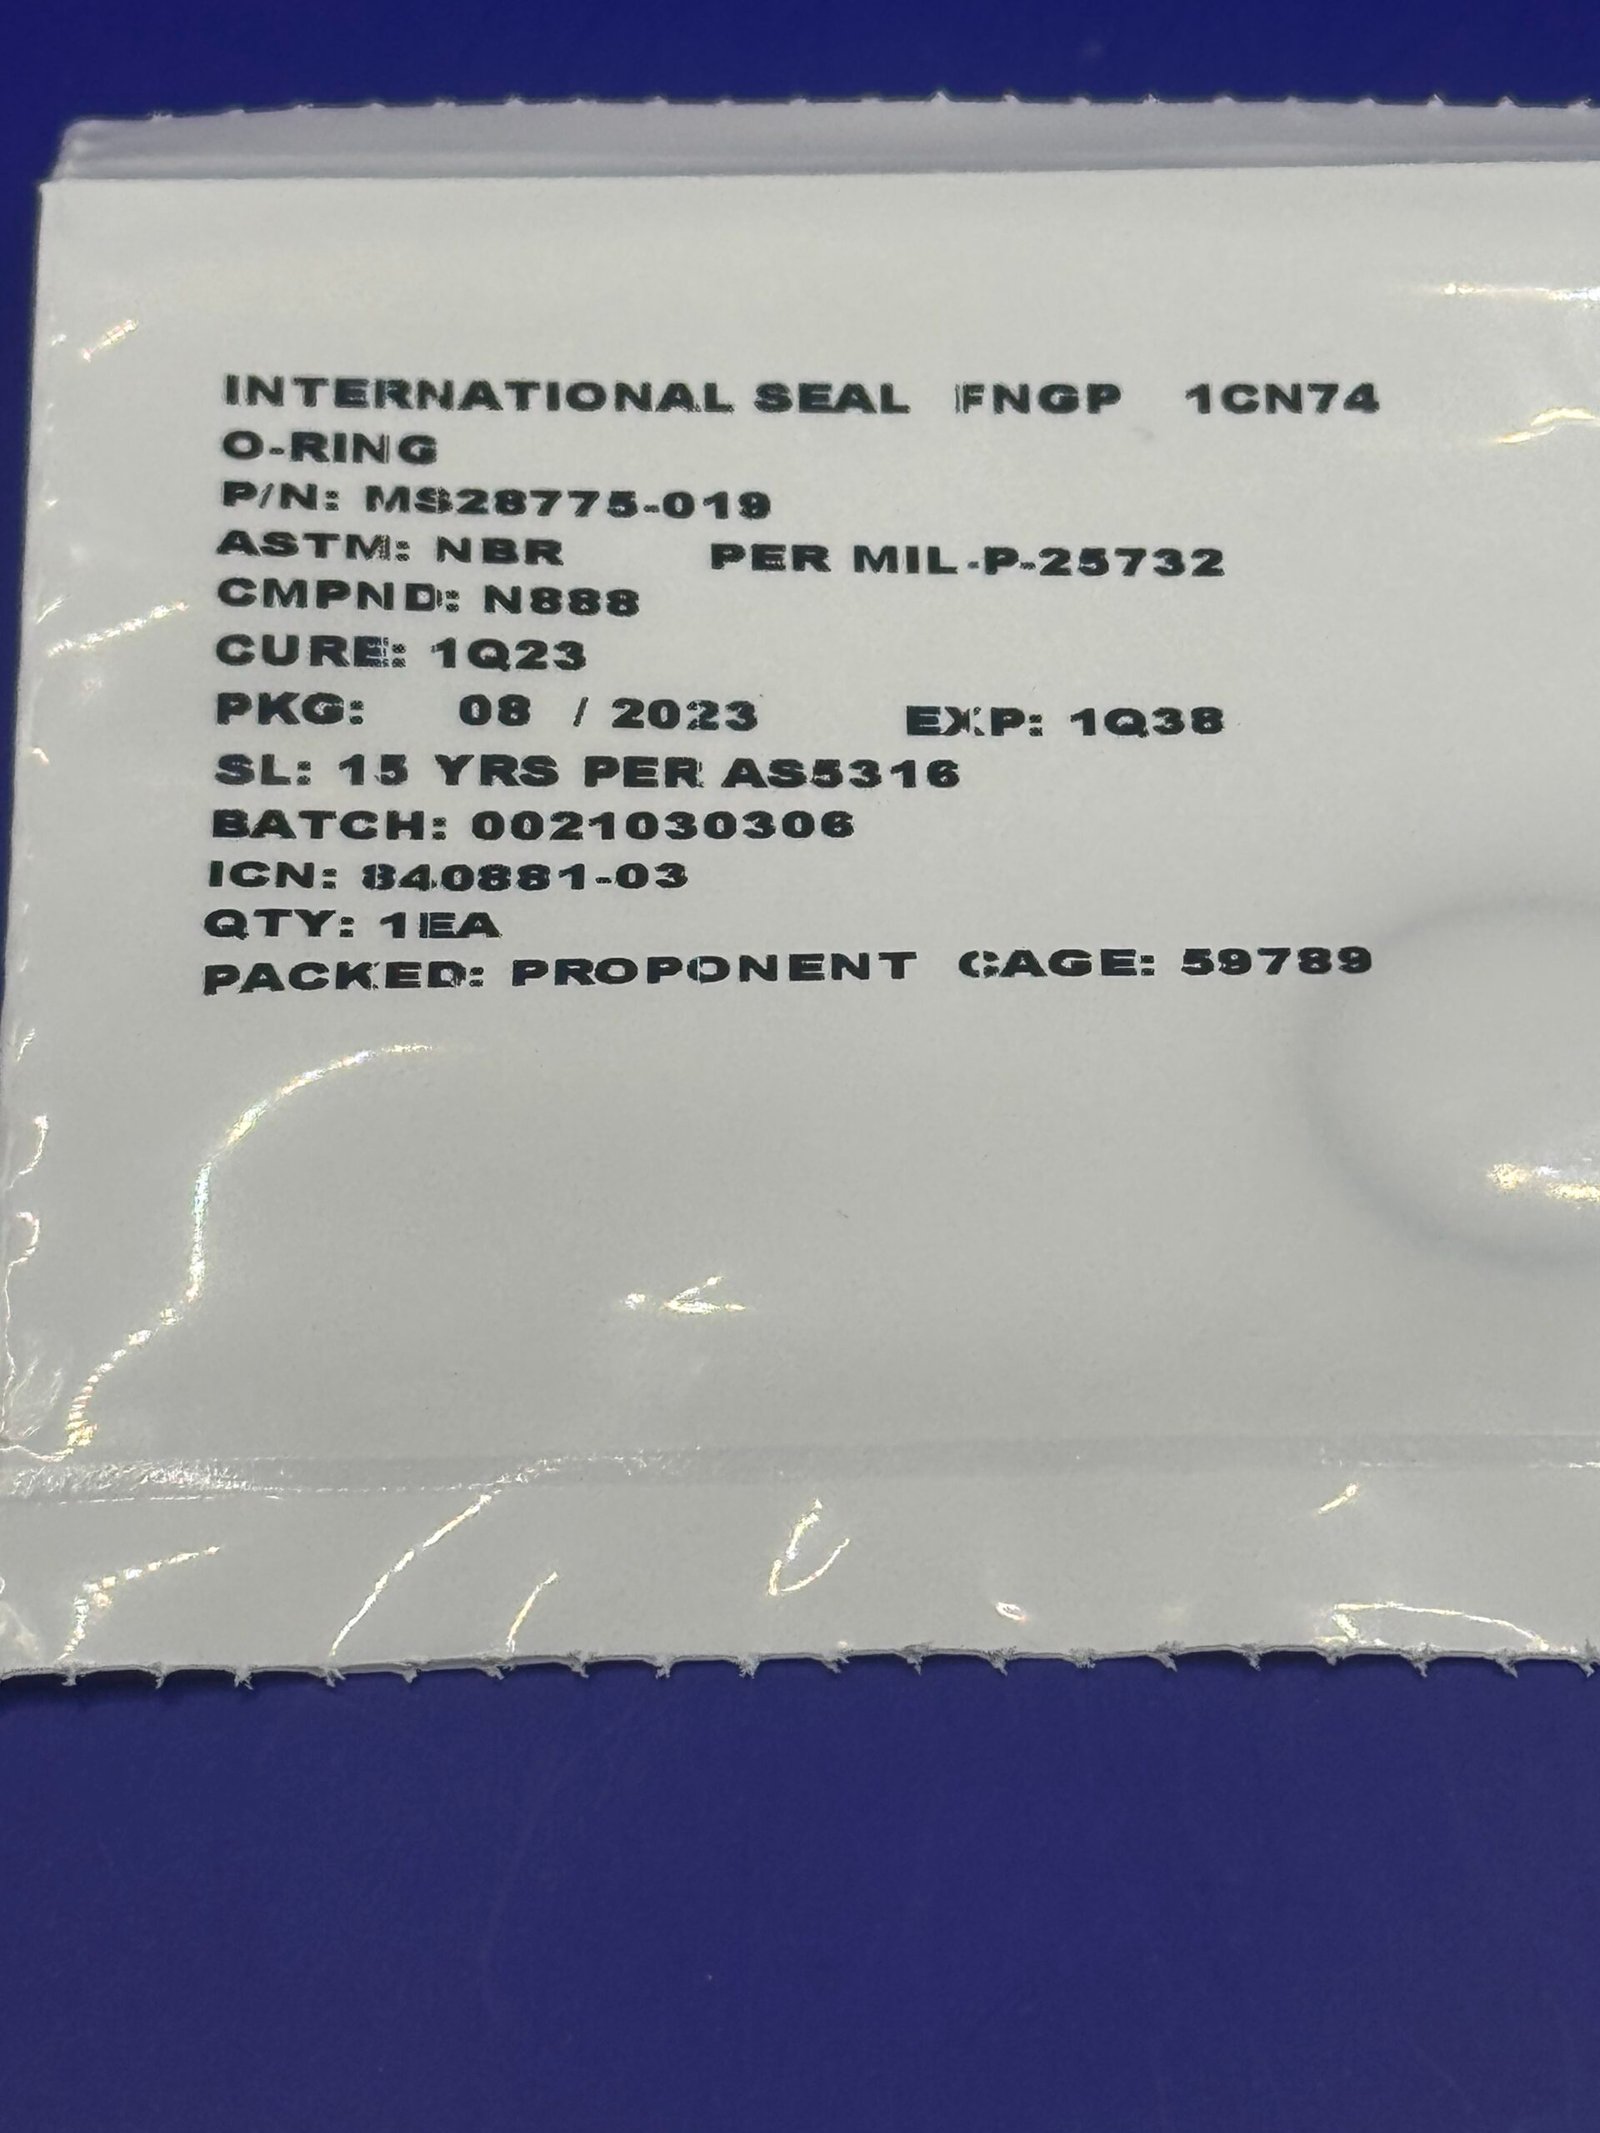 INTERNATIONAL SEAL FNGP 1CN74
O-RING
P/N: MS28775-019
ASTM: NBR PER MIL-P-25732
CMPND: N888
CURE: 1Q23
PKG: 08 / 2023 EXP: 1Q38
SL: 15 YRS PER AS5316
BATCH: 0021030306
ICN: 840881-03
QTY: 1EA
PACKED: PROPONENT CAGE: 59789